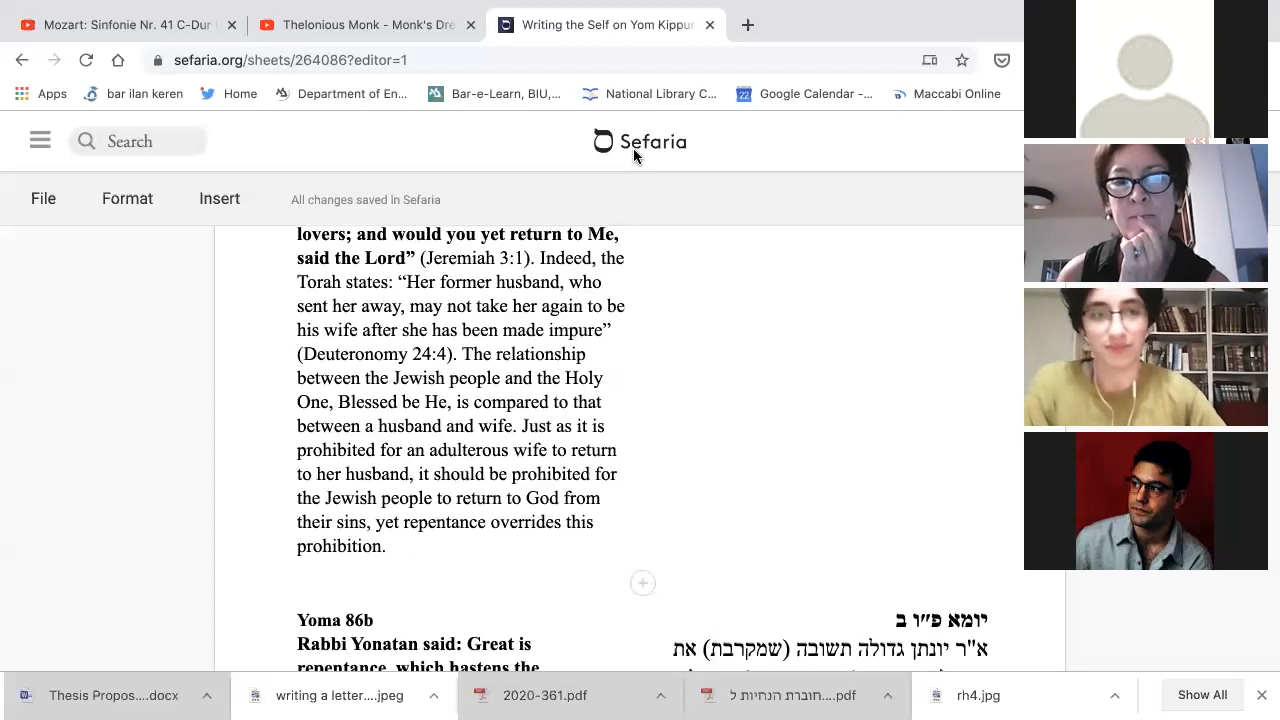 Mozart: Sinfonie Nr. 41 C-Dur
Thelonious Monk - Monk's Dre
Writing the Self on Yom Kippur
sefaria.org/sheets/264086?editor=1
Apps
bar ilan keren
Home
Department of En...
Bar-e-Learn, BIU,...
National Library C...
Google Calendar -...
Maccabi Online
Search
Sefaria
File
Format
Insert
All changes saved in Sefaria
lovers; and would you yet return to Me,
said the Lord” (Jeremiah 3:1). Indeed, the
Torah states: “Her former husband, who
sent her away, may not take her again to be
his wife after she has been made impure”
(Deuteronomy 24:4). The relationship
between the Jewish people and the Holy
One, Blessed be He, is compared to that
between a husband and wife. Just as it is
prohibited for an adulterous wife to return
to her husband, it should be prohibited for
the Jewish people to return to God from
their sins, yet repentance overrides this
prohibition.
Yoma 86b
Rabbi Yonatan said: Great is
repentance, which hastens the
יומא פ״ו ב
א"ר יונתן גדולה תשובה (שמקרבת) את
Thesis Propos....docx
writing a letter....jpeg
2020-361.pdf
חוברת הנחיות ל....pdf
rh4.jpg
Show All